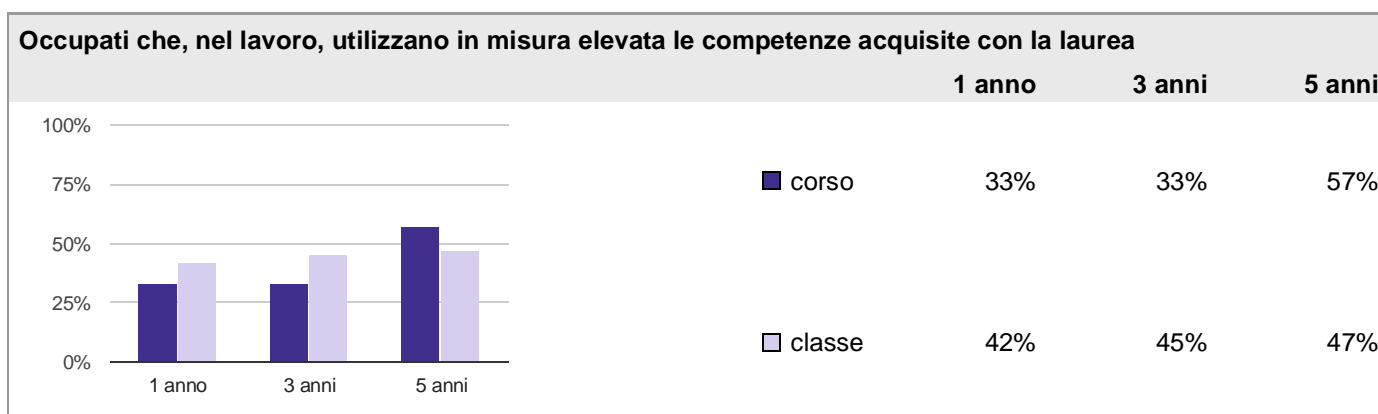 Occupati che, nel lavoro, utilizzano in misura elevata le competenze acquisite con la laurea
1 anno 3 anni 5 anni
100%
75%
50%
25%
0%
1 anno 3 anni 5 anni
corso 33% 33% 57%
classe 42% 45% 47%